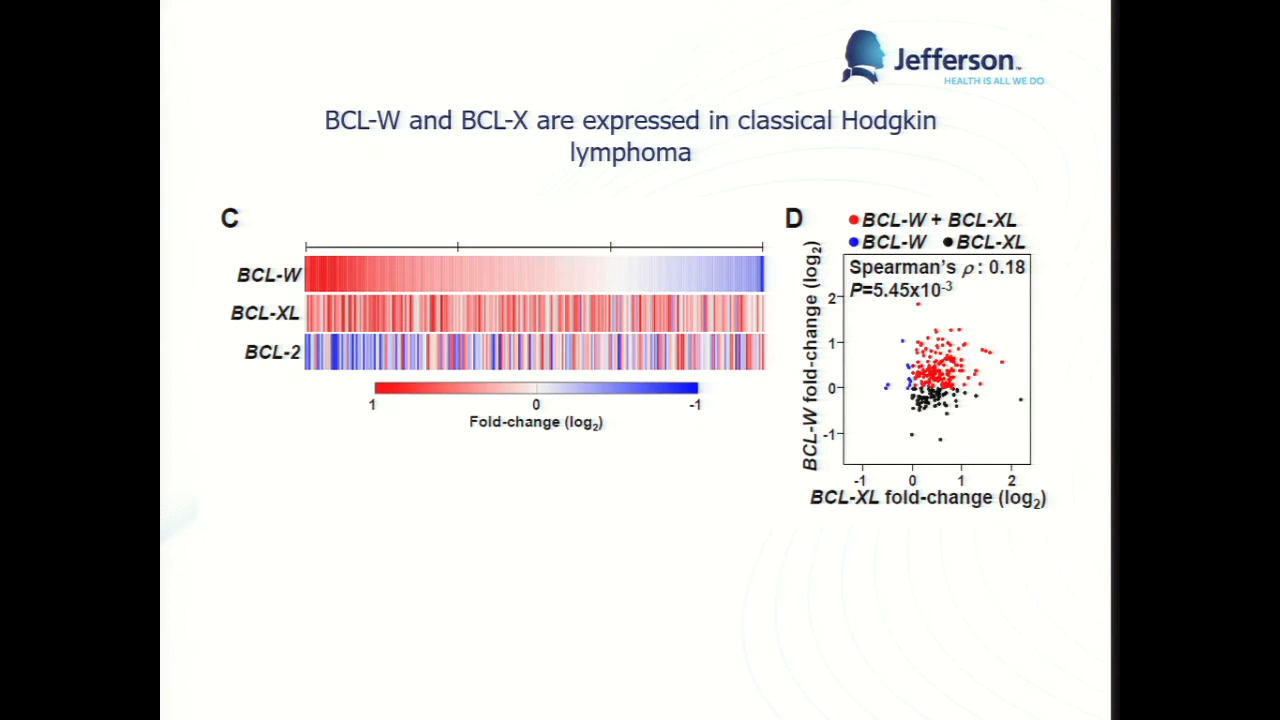 Jefferson™
HEALTH IS ALL WE DO
BCL-W and BCL-X are expressed in classical Hodgkin
lymphoma
C
BCL-W
BCL-XL
BCL-2
1 0 -1
Fold-change (log2)
D
BCL-W + BCL-XL
BCL-W BCL-XL
Spearman's ρ : 0.18
P=5.45x10-3
BCL-W fold-change (log2)
2
1
0
-1
-1 0 1 2
BCL-XL fold-change (log2)